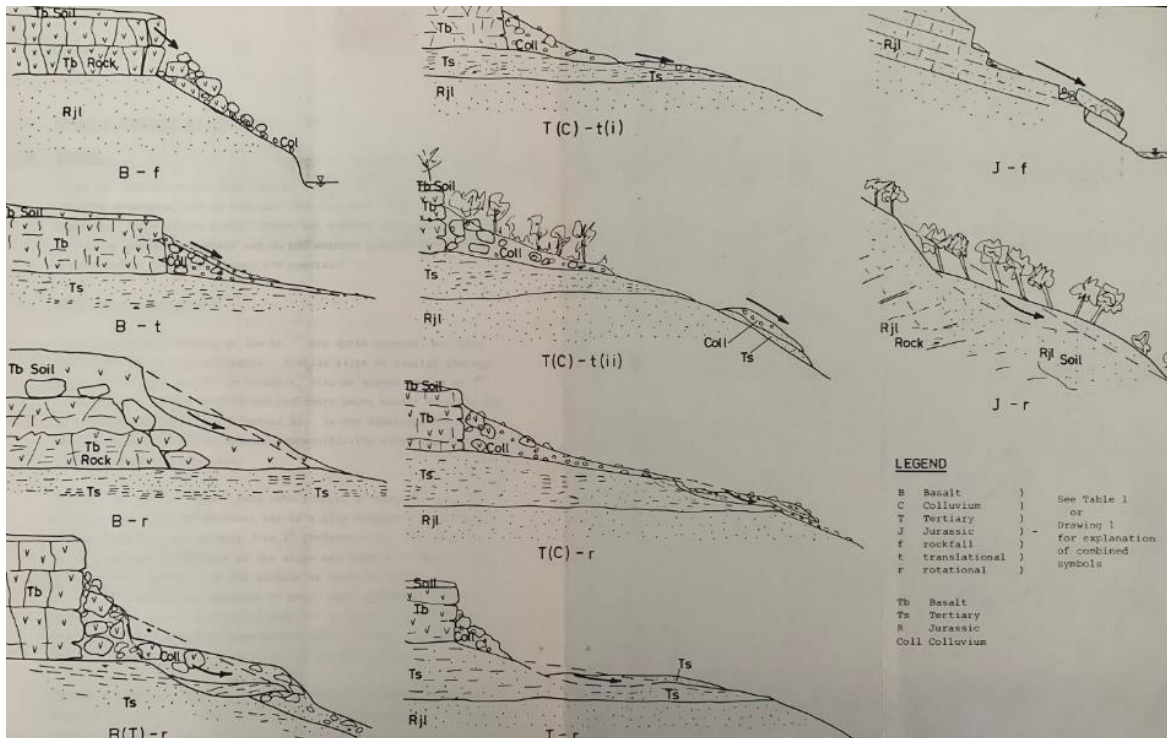 Tb Soil
Tb Rock
Rjl
Col
B - f
Tb Soil
Tb
Coll
Ts
B - t
Tb Soil
Tb
Rock
Ts
Ts
B - r
Tb
Coll
Ts
B(T) - r
Tb
Coll
Ts
Ts
Rjl
T(C) - t(i)
Tb Soil
Tb
Coll
Ts
Rjl
Coll
Ts
T(C) - t(ii)
Tb Soil
Tb
Coll
Ts
Rjl
T(C) - r
Soil
Tb
Coll
Ts
Ts
Ts
Rjl
T - r
Rjl
J - f
Rjl
Rock
Rjl Soil
J - r
LEGEND
B Basalt )
C Colluvium )
T Tertiary )
J Jurassic ) -
f rockfall )
t translational )
r rotational )
See Table 1
or
Drawing 1
for explanation
of combined
symbols
Tb Basalt
Ts Tertiary
R Jurassic
Coll Colluvium